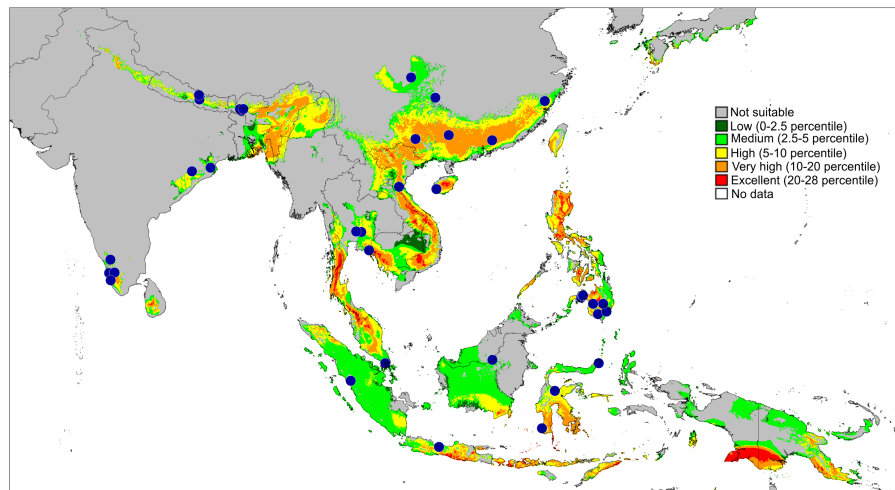 Not suitable
Low (0-2.5 percentile)
Medium (2.5-5 percentile)
High (5-10 percentile)
Very high (10-20 percentile)
Excellent (20-28 percentile)
No data